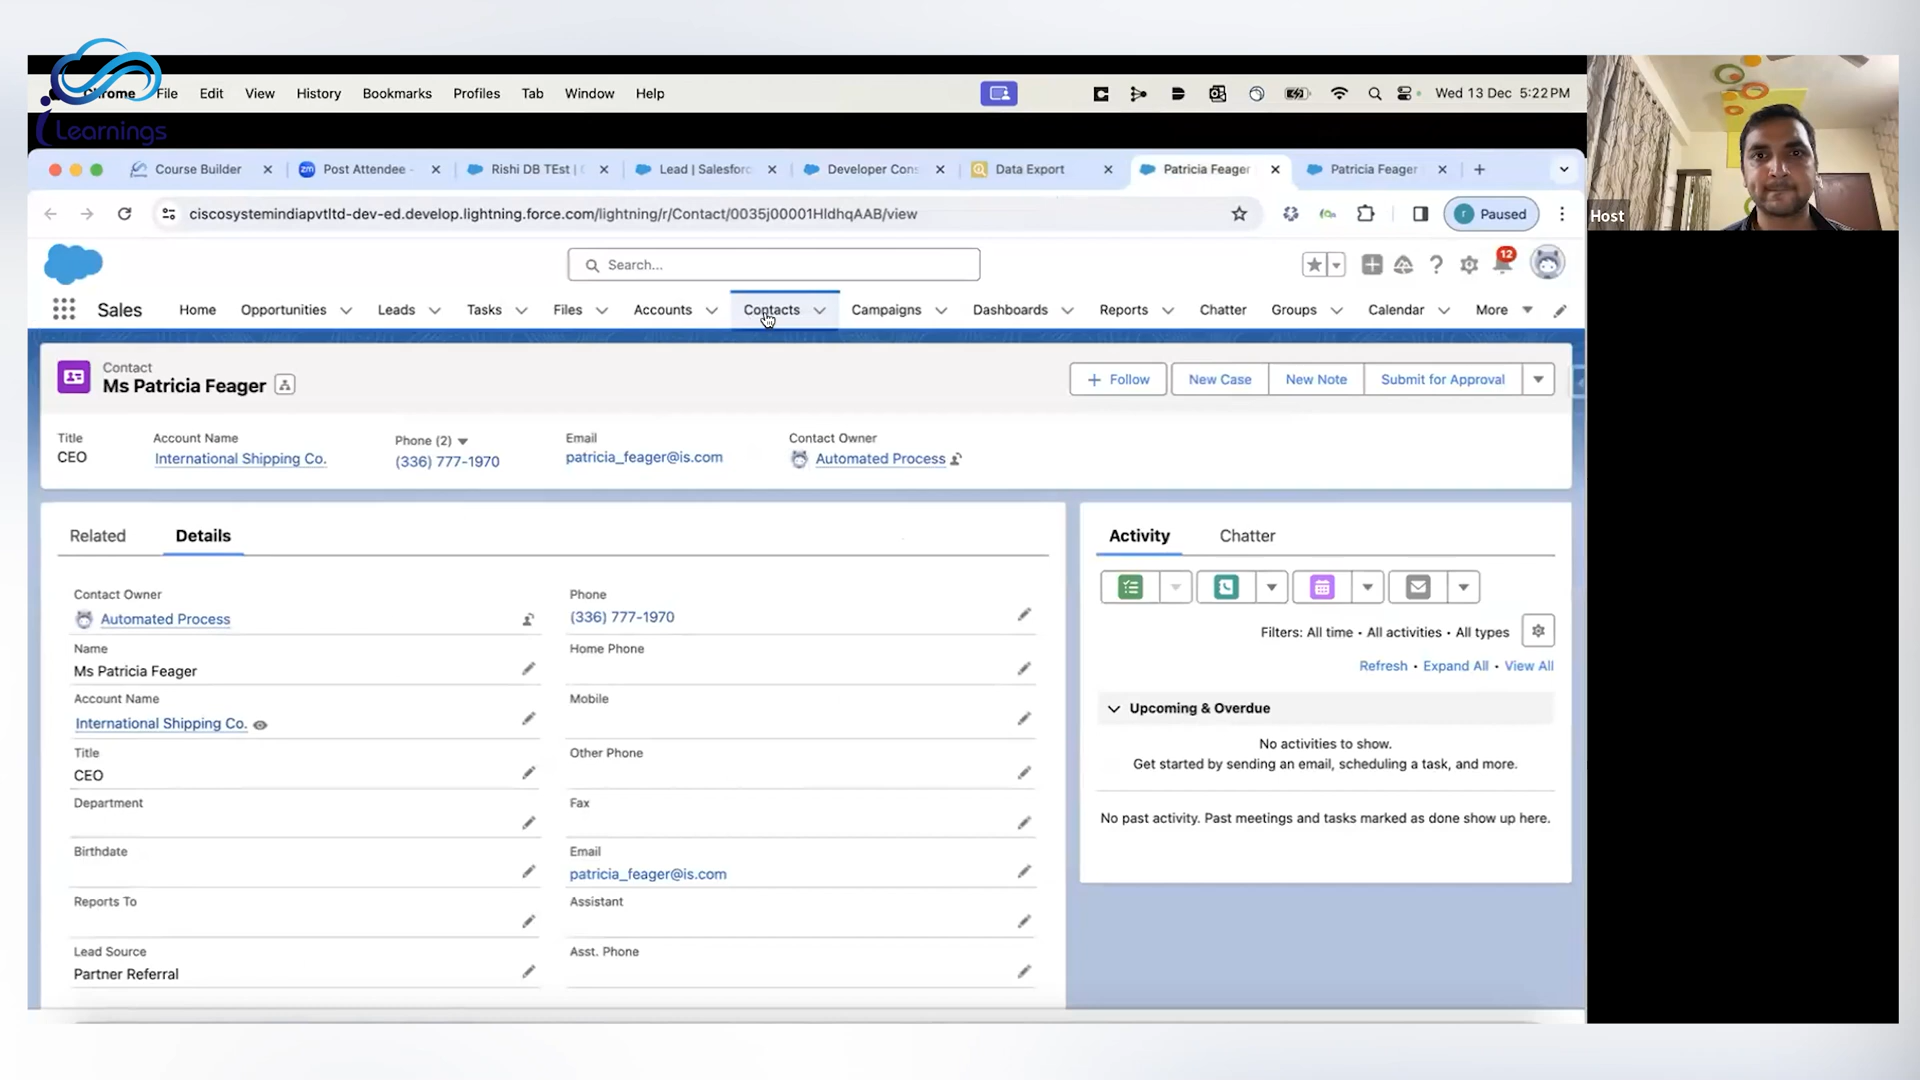 Learnings
Chrome File Edit View History Bookmarks Profiles Tab Window Help Wed 13 Dec 5:22 PM
Course Builder Post Attendee - Rishi DB TEst | Lead | Salesforc Developer Cons Data Export Patricia Feager Patricia Feager
ciscosystemindiapvtltd-dev-ed.develop.lightning.force.com/lightning/r/Contact/0035j00001HldhqAAB/view Paused
Host
Search... 12
Sales Home Opportunities Leads Tasks Files Accounts Contacts Campaigns Dashboards Reports Chatter Groups Calendar More
Contact
Ms Patricia Feager
Follow New Case New Note Submit for Approval
Title Account Name Phone (2) Email Contact Owner
CEO International Shipping Co. (336) 777-1970 patricia_feager@is.com Automated Process
Related Details
Contact Owner
Automated Process
Name
Ms Patricia Feager
Account Name
International Shipping Co.
Title
CEO
Department
Birthdate
Reports To
Lead Source
Partner Referral
Phone
(336) 777-1970
Home Phone
Mobile
Other Phone
Fax
Email
patricia_feager@is.com
Assistant
Asst. Phone
Activity Chatter
Filters: All time • All activities • All types
Refresh • Expand All • View All
Upcoming & Overdue
No activities to show.
Get started by sending an email, scheduling a task, and more.
No past activity. Past meetings and tasks marked as done show up here.